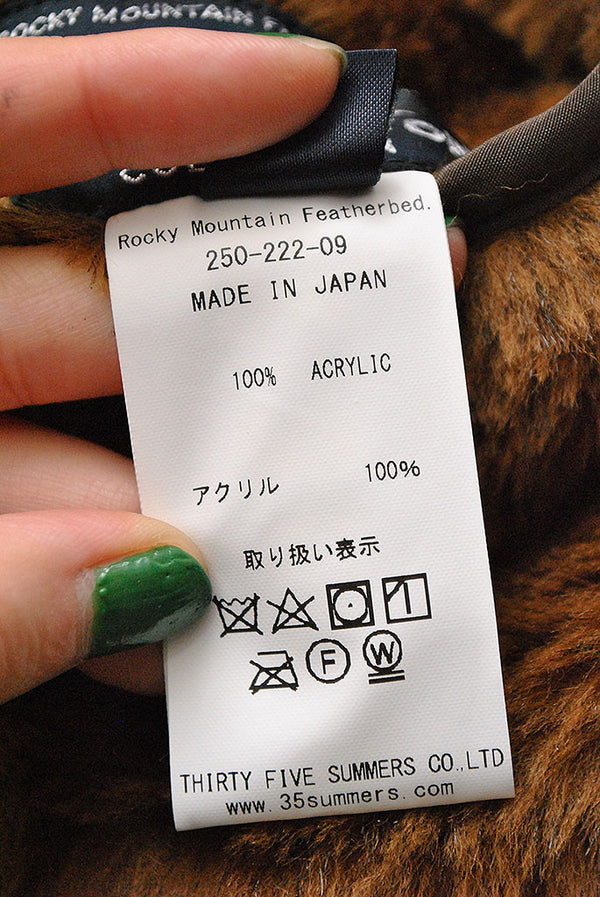 ROCKY MOUNTAIN
Rocky Mountain Featherbed.
250-222-09
MADE IN JAPAN
100% ACRYLIC
アクリル 100%
取り扱い表示
F W
THIRTY FIVE SUMMERS CO.,LTD
www.35summers.com